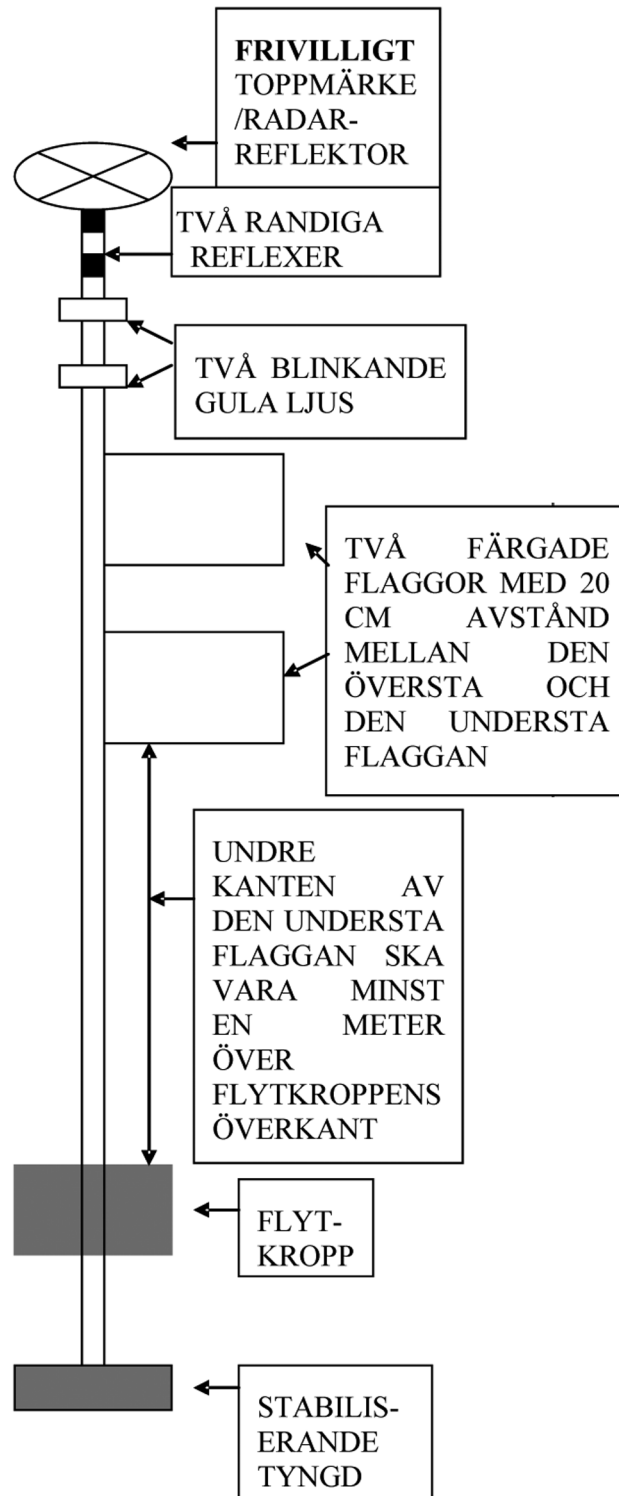 FRIVILLIGT
TOPPMÄRKE
/RADAR-
REFLEKTOR
TVÅ RANDIGA
REFLEXER
TVÅ BLINKANDE
GULA LJUS
TVÅ FÄRGADE
FLAGGOR MED 20
CM AVSTÅND
MELLAN DEN
ÖVERSTA OCH
DEN UNDERSTA
FLAGGAN
UNDRE
KANTEN AV
DEN UNDERSTA
FLAGGAN SKA
VARA MINST
EN METER
ÖVER
FLYTKROPPENS
ÖVERKANT
FLYT-
KROPP
STABILIS-
ERANDE
TYNGD